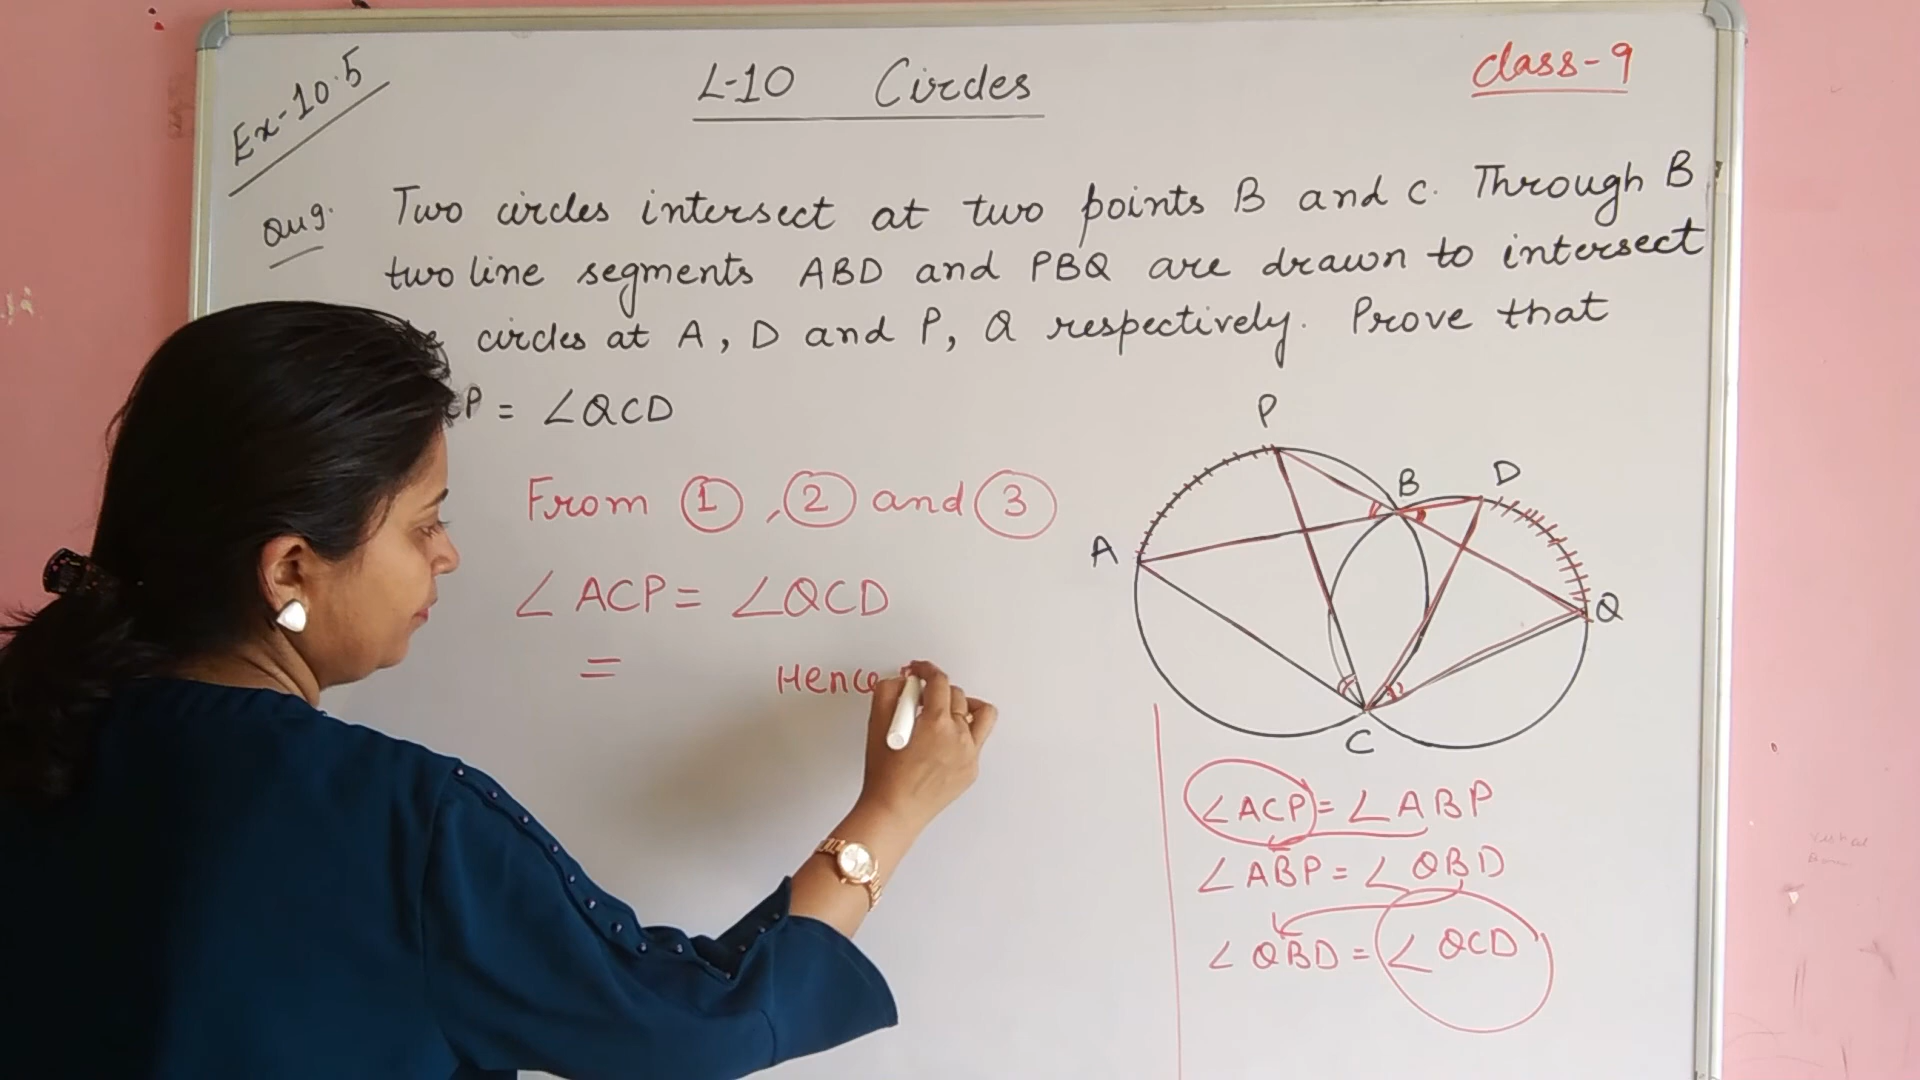 Ex-10.5
L-10 Circles
class-9
Qu9. Two circles intersect at two points B and C. Through B
two line segments ABD and PBQ are drawn to intersect
circles at A, D and P, Q respectively. Prove that
CP = ∠QCD
From ① , ② and ③
∠ACP = ∠QCD
=
Hence
P
B
D
A
Q
C
∠ACP = ∠ABP
∠ABP = ∠QBD
∠QBD = ∠QCD